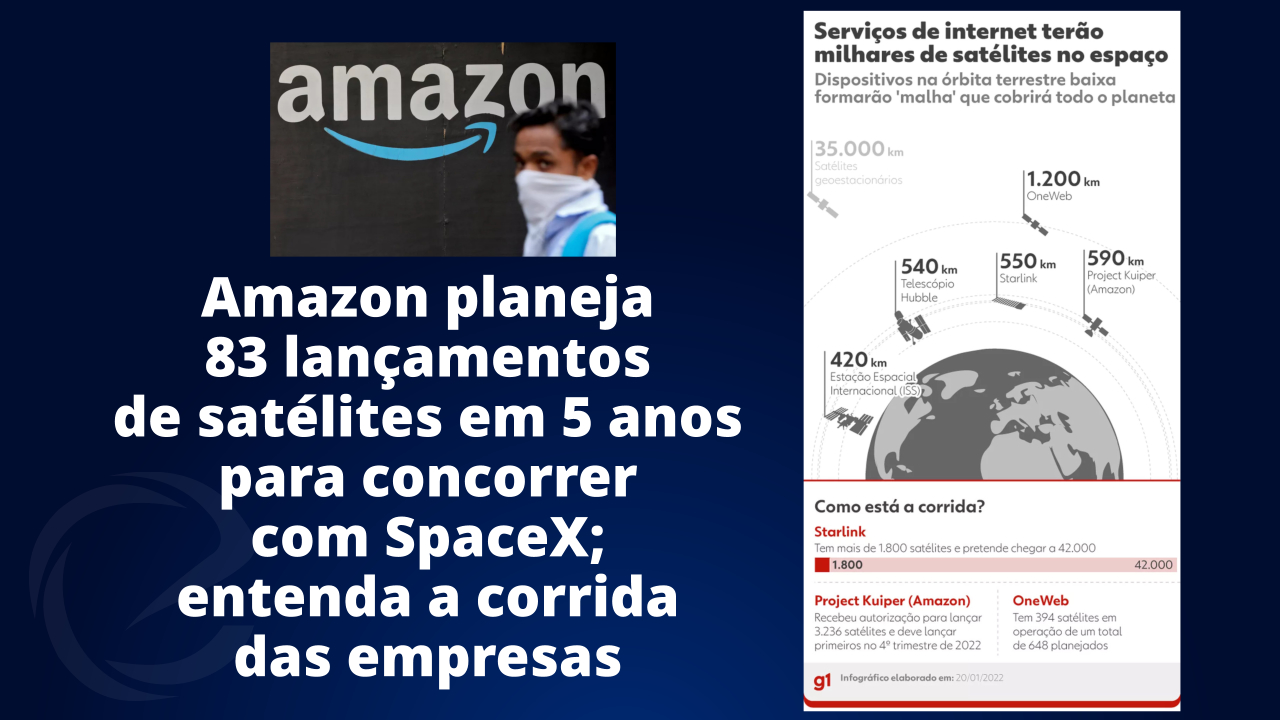 amazon
Amazon planeja
83 lançamentos
de satélites em 5 anos
para concorrer
com SpaceX;
entenda a corrida
das empresas
Serviços de internet terão
milhares de satélites no espaço
Dispositivos na órbita terrestre baixa
formarão 'malha' que cobrirá todo o planeta
35.000 km
Satélites
geoestacionários
1.200 km
OneWeb
540 km
Telescópio
Hubble
550 km
Starlink
590 km
Project Kuiper
(Amazon)
420 km
Estação Espacial
Internacional (ISS)
Como está a corrida?
Starlink
Tem mais de 1.800 satélites e pretende chegar a 42.000
1.800 42.000
Project Kuiper (Amazon)
Recebeu autorização para lançar
3.236 satélites e deve lançar
primeiros no 4º trimestre de 2022
OneWeb
Tem 394 satélites em
operação de um total
de 648 planejados
g1 Infográfico elaborado em: 20/01/2022